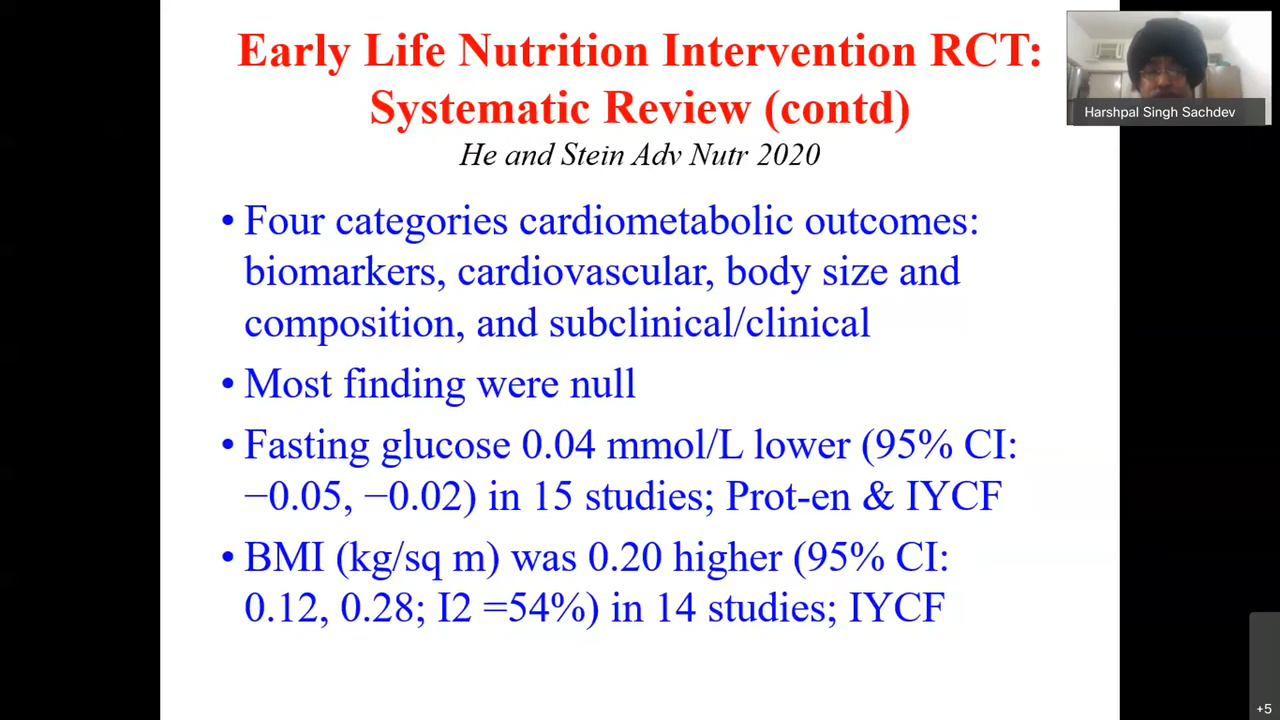 Early Life Nutrition Intervention RCT:
Systematic Review (contd)
He and Stein Adv Nutr 2020
• Four categories cardiometabolic outcomes:
biomarkers, cardiovascular, body size and
composition, and subclinical/clinical
• Most finding were null
• Fasting glucose 0.04 mmol/L lower (95% CI:
−0.05, −0.02) in 15 studies; Prot-en & IYCF
• BMI (kg/sq m) was 0.20 higher (95% CI:
0.12, 0.28; I2 =54%) in 14 studies; IYCF
Harshpal Singh Sachdev
+5